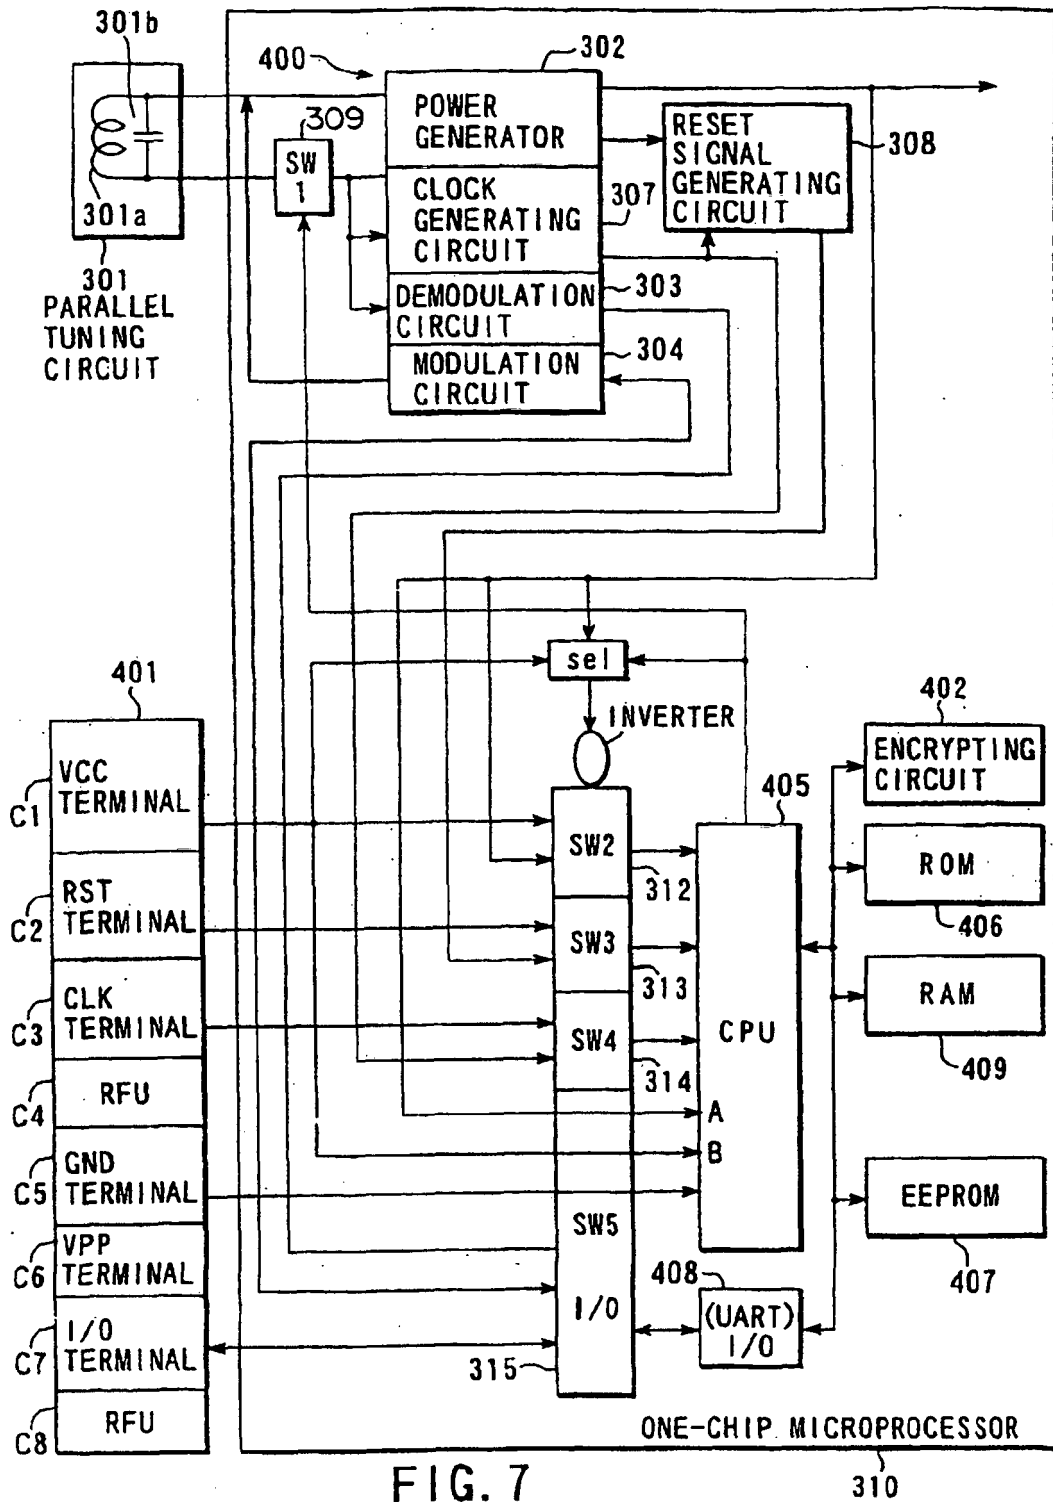 301b
400
302
309
POWER
GENERATOR
RESET
SIGNAL
GENERATING
CIRCUIT
308
SW
1
301a
CLOCK
GENERATING
CIRCUIT
307
301
PARALLEL
TUNING
CIRCUIT
DEMODULATION
CIRCUIT
303
MODULATION
CIRCUIT
304
sel
INVERTER
401
402
ENCRYPTING
CIRCUIT
C1
VCC
TERMINAL
405
SW2
312
ROM
406
C2
RST
TERMINAL
SW3
313
C3
CLK
TERMINAL
SW4
314
CPU
RAM
409
C4
RFU
A
B
C5
GND
TERMINAL
EEPROM
407
SW5
C6
VPP
TERMINAL
408
I/O
(UART)
I/O
C7
I/O
TERMINAL
315
C8
RFU
ONE-CHIP MICROPROCESSOR
310
FIG. 7